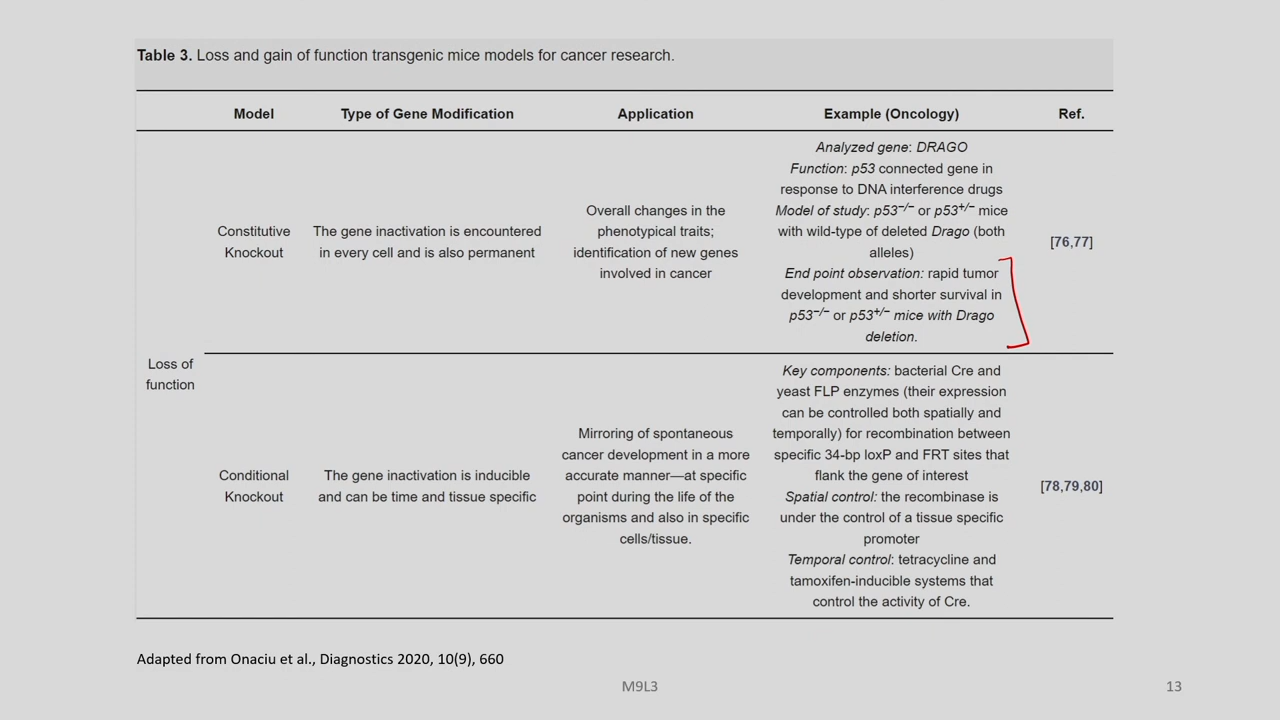 Table 3. Loss and gain of function transgenic mice models for cancer research.
Model
Type of Gene Modification
Application
Example (Oncology)
Ref.
Loss of
function
Constitutive
Knockout
The gene inactivation is encountered
in every cell and is also permanent
Overall changes in the
phenotypical traits;
identification of new genes
involved in cancer
Analyzed gene: DRAGO
Function: p53 connected gene in
response to DNA interference drugs
Model of study: p53−/− or p53+/− mice
with wild-type of deleted Drago (both
alleles)
End point observation: rapid tumor
development and shorter survival in
p53−/− or p53+/− mice with Drago
deletion.
[76,77]
Conditional
Knockout
The gene inactivation is inducible
and can be time and tissue specific
Mirroring of spontaneous
cancer development in a more
accurate manner—at specific
point during the life of the
organisms and also in specific
cells/tissue.
Key components: bacterial Cre and
yeast FLP enzymes (their expression
can be controlled both spatially and
temporally) for recombination between
specific 34-bp loxP and FRT sites that
flank the gene of interest
Spatial control: the recombinase is
under the control of a tissue specific
promoter
Temporal control: tetracycline and
tamoxifen-inducible systems that
control the activity of Cre.
[78,79,80]
Adapted from Onaciu et al., Diagnostics 2020, 10(9), 660
M9L3
13